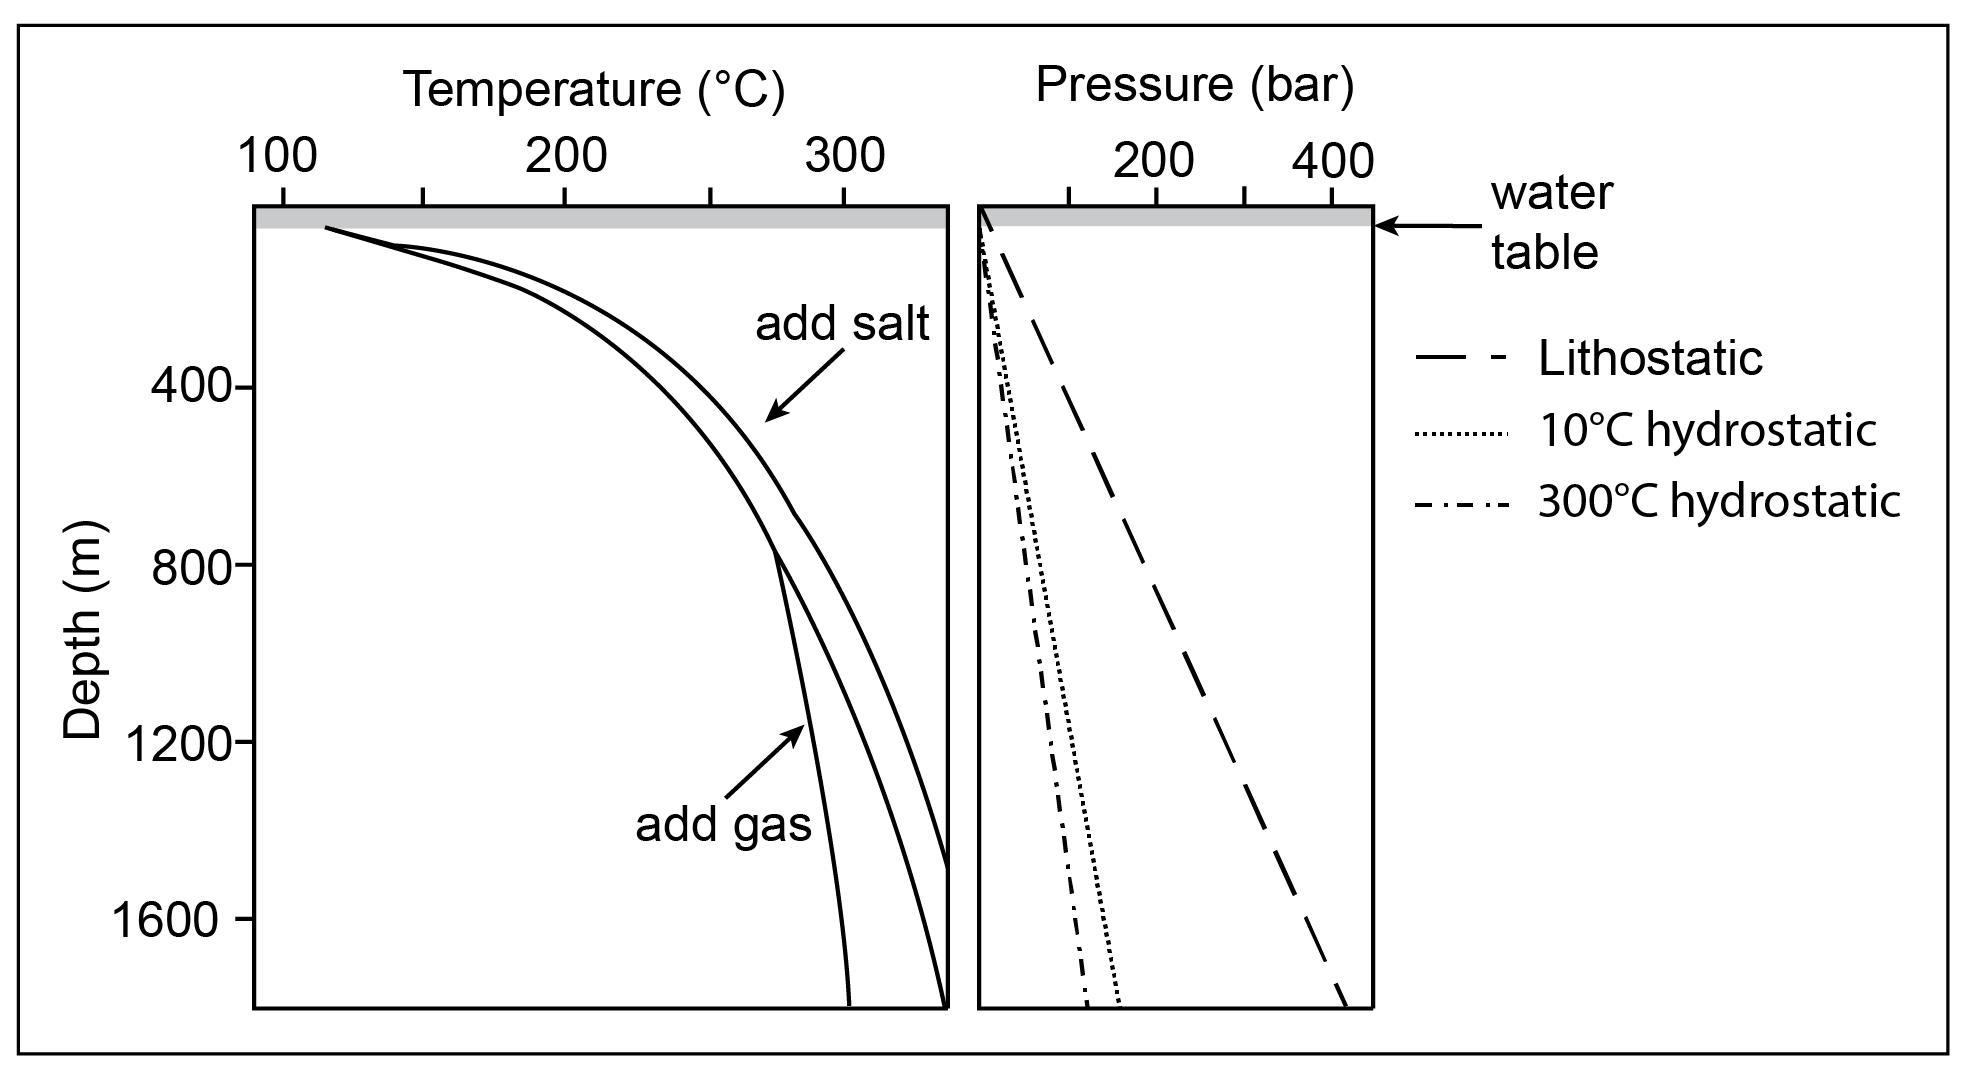 Temperature (°C)
100 200 300
Pressure (bar)
200 400
water
table
add salt
add gas
Depth (m)
400
800
1200
1600
Lithostatic
10°C hydrostatic
300°C hydrostatic